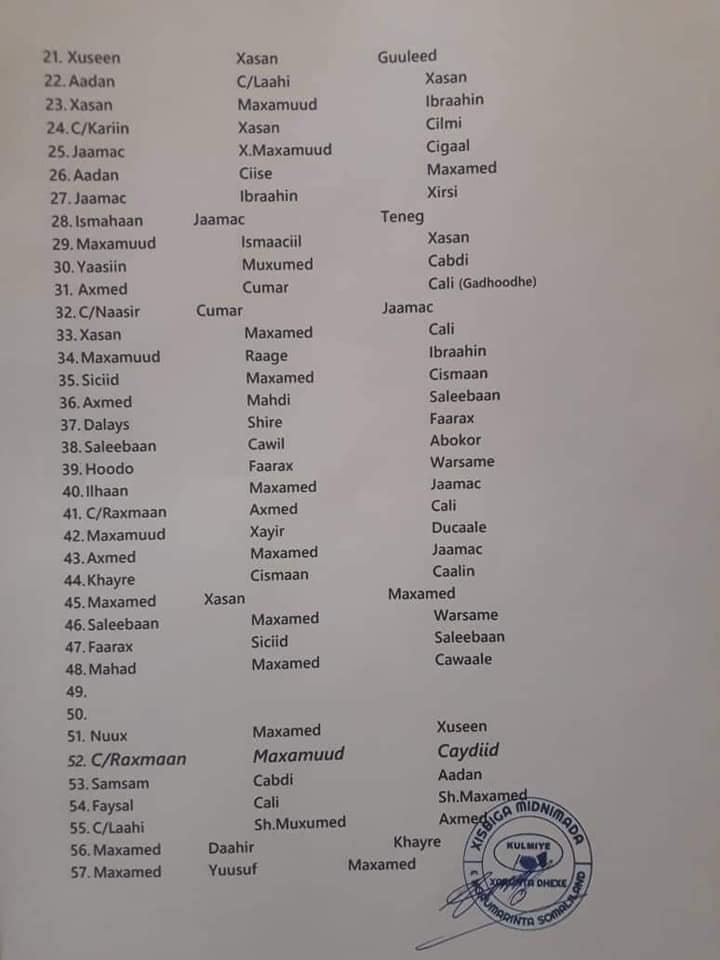 21. Xuseen Xasan Guuleed
22. Aadan C/Laahi Xasan
23. Xasan Maxamuud Ibraahin
24. C/Kariin Xasan Cilmi
25. Jaamac X.Maxamuud Cigaal
26. Aadan Ciise Maxamed
27. Jaamac Ibraahin Xirsi
28. Ismahaan Jaamac Teneg
29. Maxamuud Ismaaciil Xasan
30. Yaasiin Muxumed Cabdi
31. Axmed Cumar Cali (Gadhoodhe)
32. C/Naasir Cumar Jaamac
33. Xasan Maxamed Cali
34. Maxamuud Raage Ibraahin
35. Siciid Maxamed Cismaan
36. Axmed Mahdi Saleebaan
37. Dalays Shire Faarax
38. Saleebaan Cawil Abokor
39. Hoodo Faarax Warsame
40. Ilhaan Maxamed Jaamac
41. C/Raxmaan Axmed Cali
42. Maxamuud Xayir Ducaale
43. Axmed Maxamed Jaamac
44. Khayre Cismaan Caalin
45. Maxamed Xasan Maxamed
46. Saleebaan Maxamed Warsame
47. Faarax Siciid Saleebaan
48. Mahad Maxamed Cawaale
49.
50.
51. Nuux Maxamed Xuseen
52. C/Raxmaan Maxamuud Caydiid
53. Samsam Cabdi Aadan
54. Faysal Cali Sh.Maxamed
55. C/Laahi Sh.Muxumed Axmed
56. Maxamed Daahir Khayre
57. Maxamed Yuusuf Maxamed
XISBIGA MIDNIMADA
KULMIYE
XARUNTA DHEXE
HORUMARINTA SOMALILAND